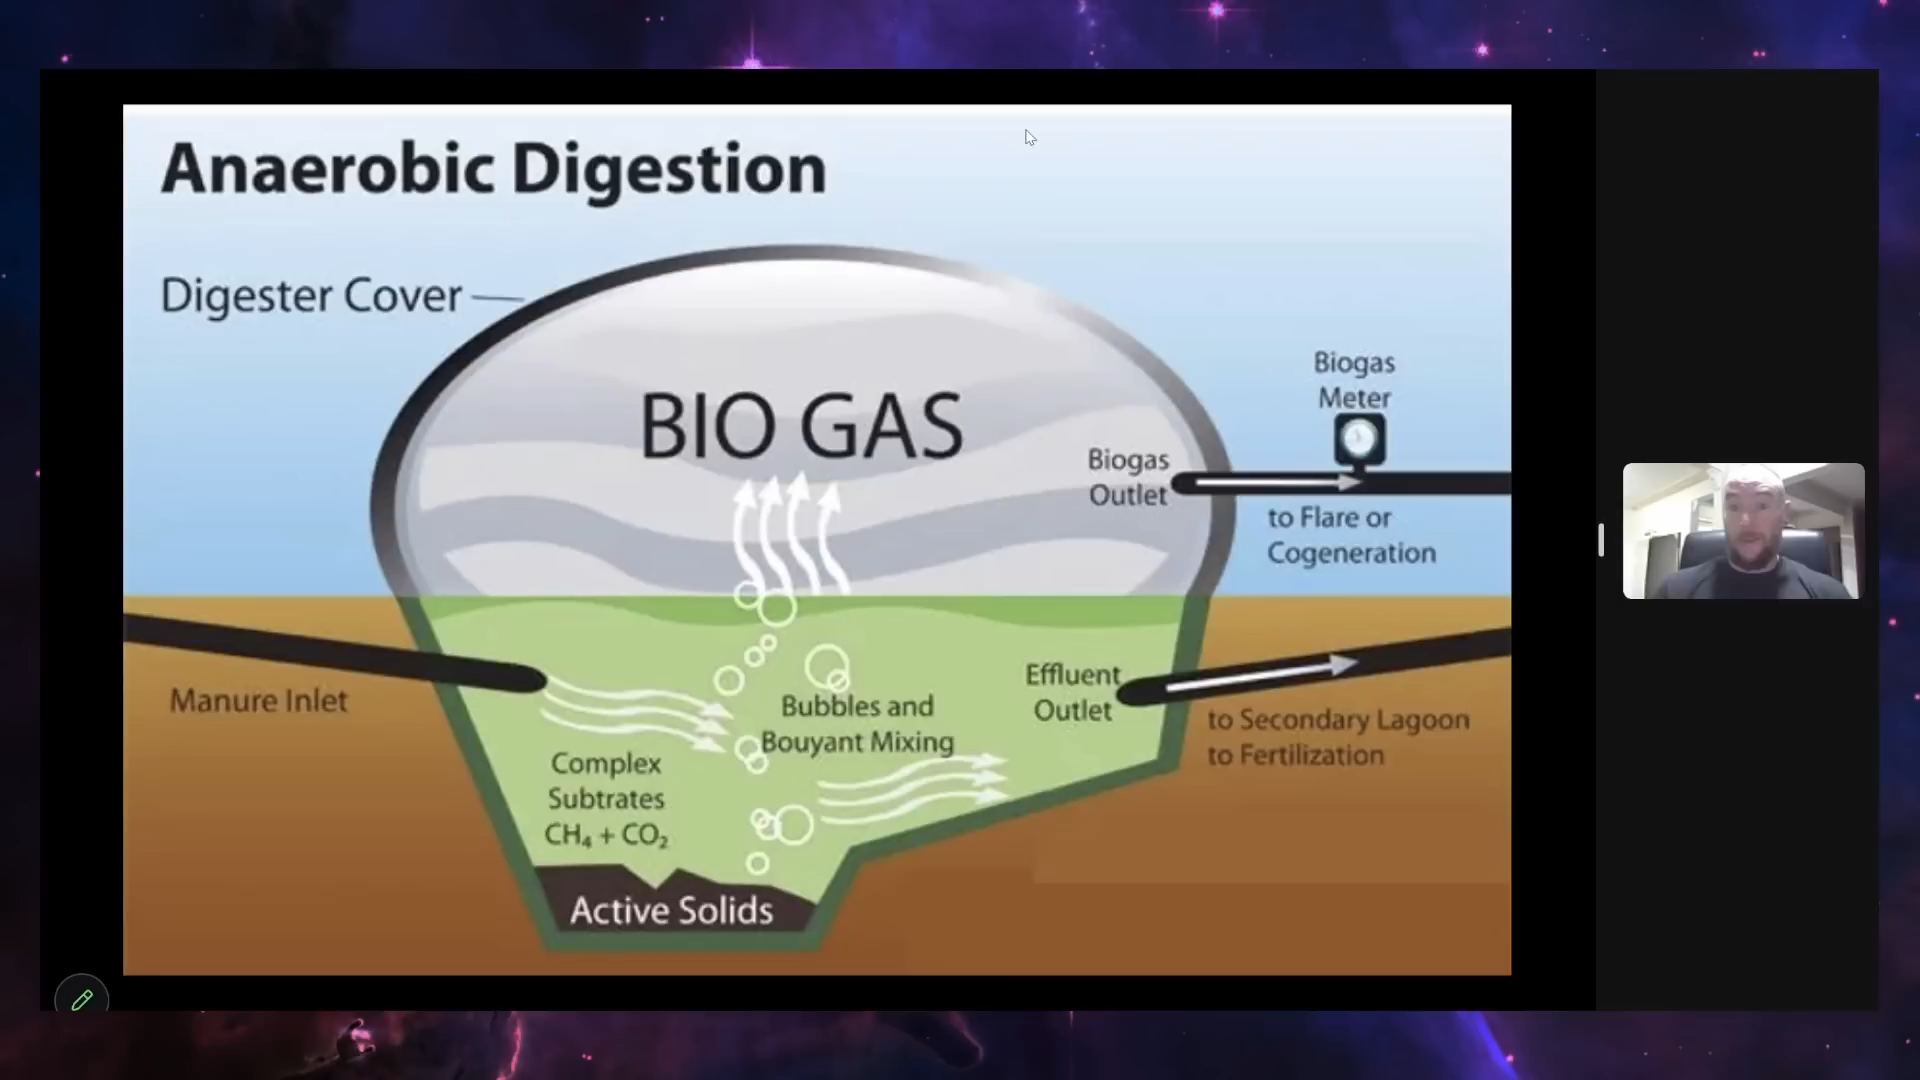 Anaerobic Digestion
Digester Cover
BIO GAS
Biogas
Meter
Biogas
Outlet
to Flare or
Cogeneration
Manure Inlet
Bubbles and
Bouyant Mixing
Effluent
Outlet
to Secondary Lagoon
to Fertilization
Complex
Subtrates
CH₄ + CO₂
Active Solids